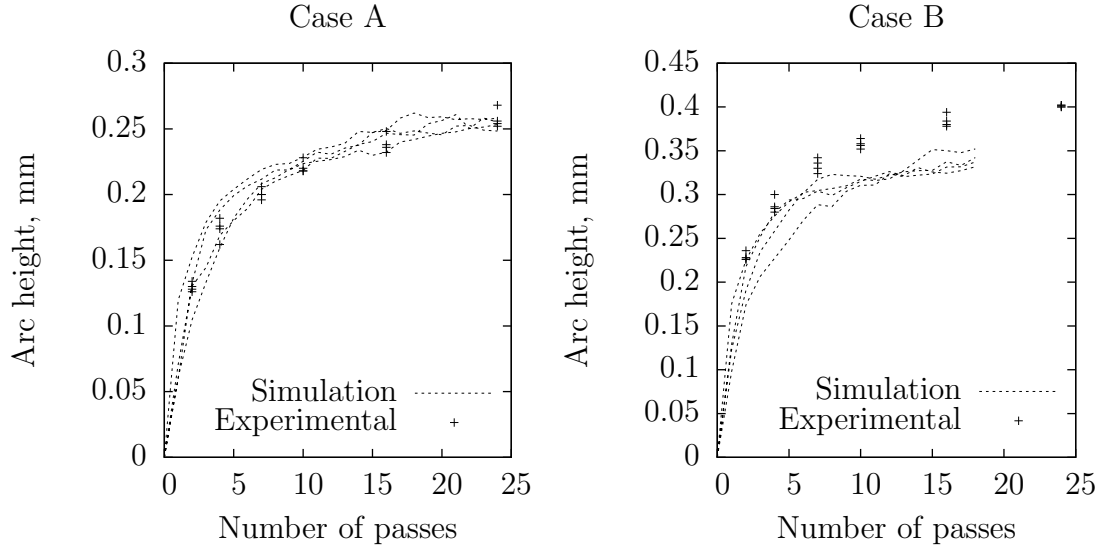 Case A
Arc height, mm
0.3
0.25
0.2
0.15
0.1
0.05
0
0 5 10 15 20 25
Number of passes
Simulation
Experimental
Case B
Arc height, mm
0.45
0.4
0.35
0.3
0.25
0.2
0.15
0.1
0.05
0
0 5 10 15 20 25
Number of passes
Simulation
Experimental